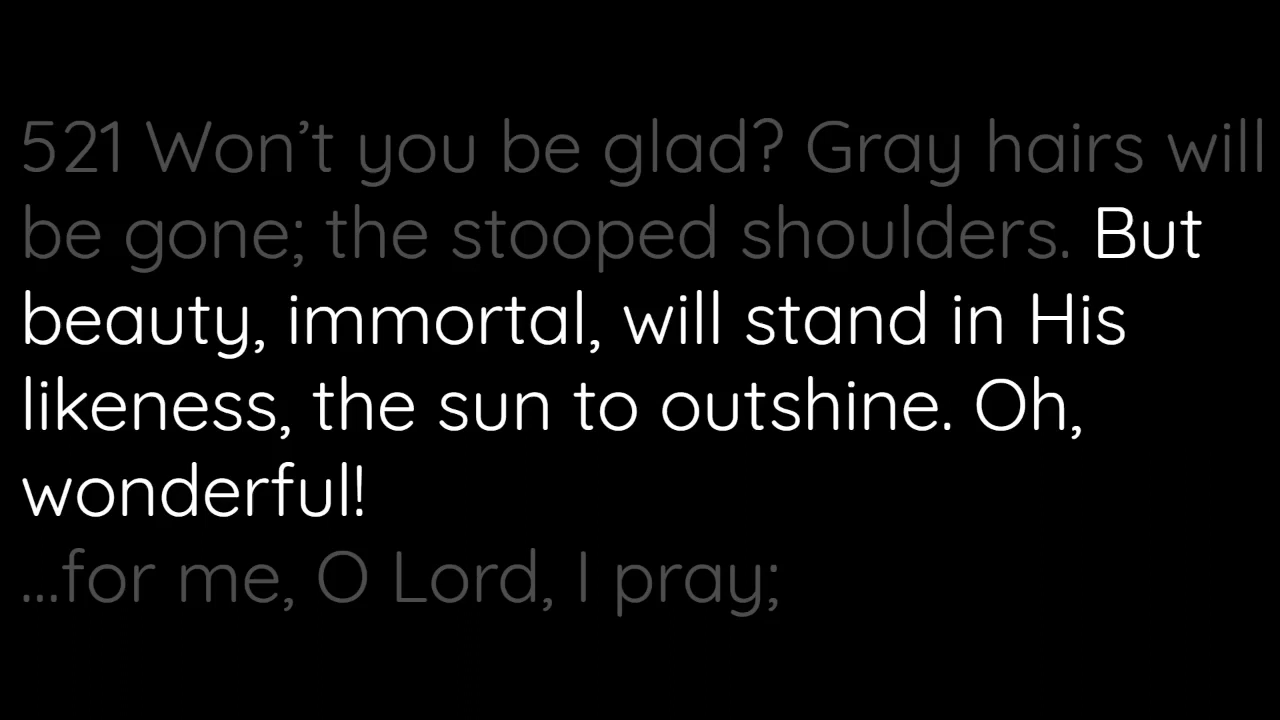 521 Won’t you be glad? Gray hairs will
be gone; the stooped shoulders. But
beauty, immortal, will stand in His
likeness, the sun to outshine. Oh,
wonderful!
...for me, O Lord, I pray;